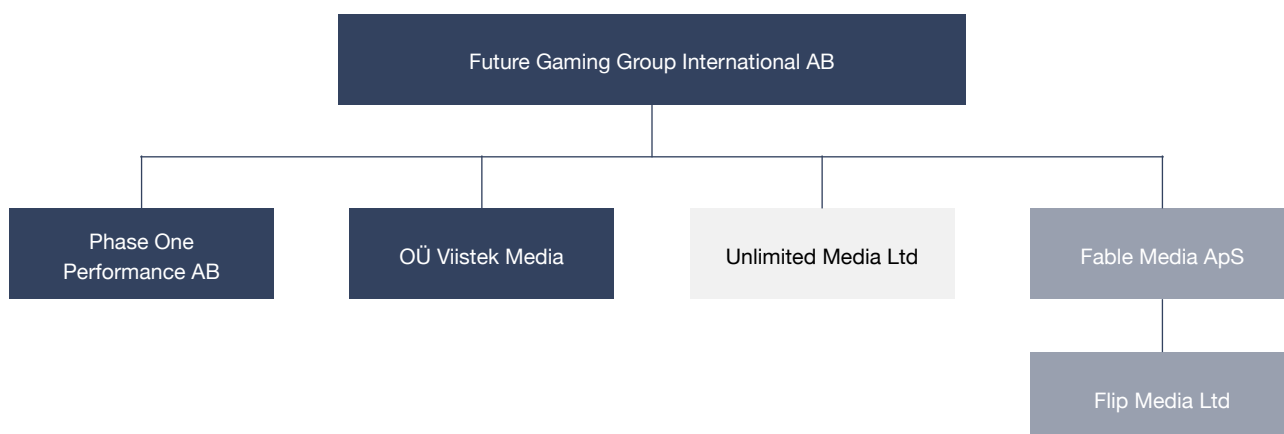 Future Gaming Group International AB
Phase One
Performance AB
OÜ Viistek Media
Unlimited Media Ltd
Fable Media ApS
Flip Media Ltd